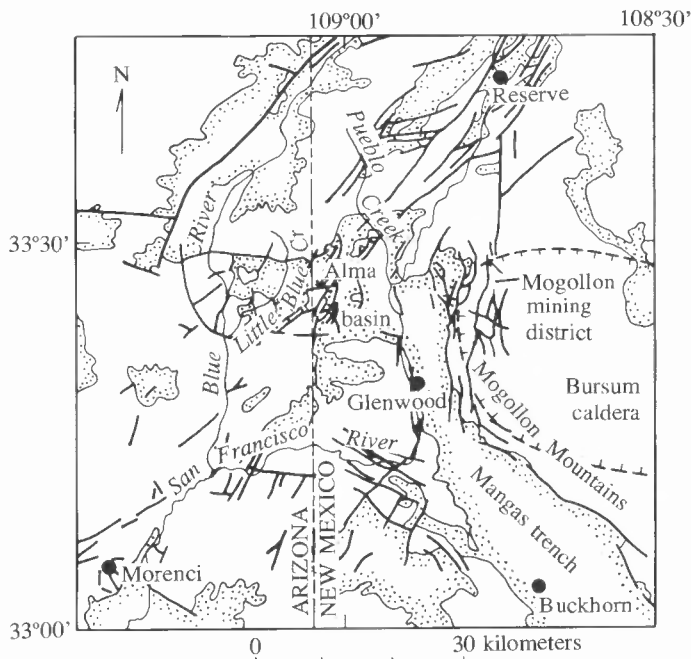 109°00'
108°30'
N
Reserve
Pueblo
Creek
River
33°30'
Little Blue Cr
Alma
basin
Mogollon
mining
district
Blue
Glenwood
Bursum
caldera
Mogollon Mountains
San Francisco River
Mangas trench
ARIZONA
NEW MEXICO
Morenci
Buckhorn
33°00'
0 30 kilometers